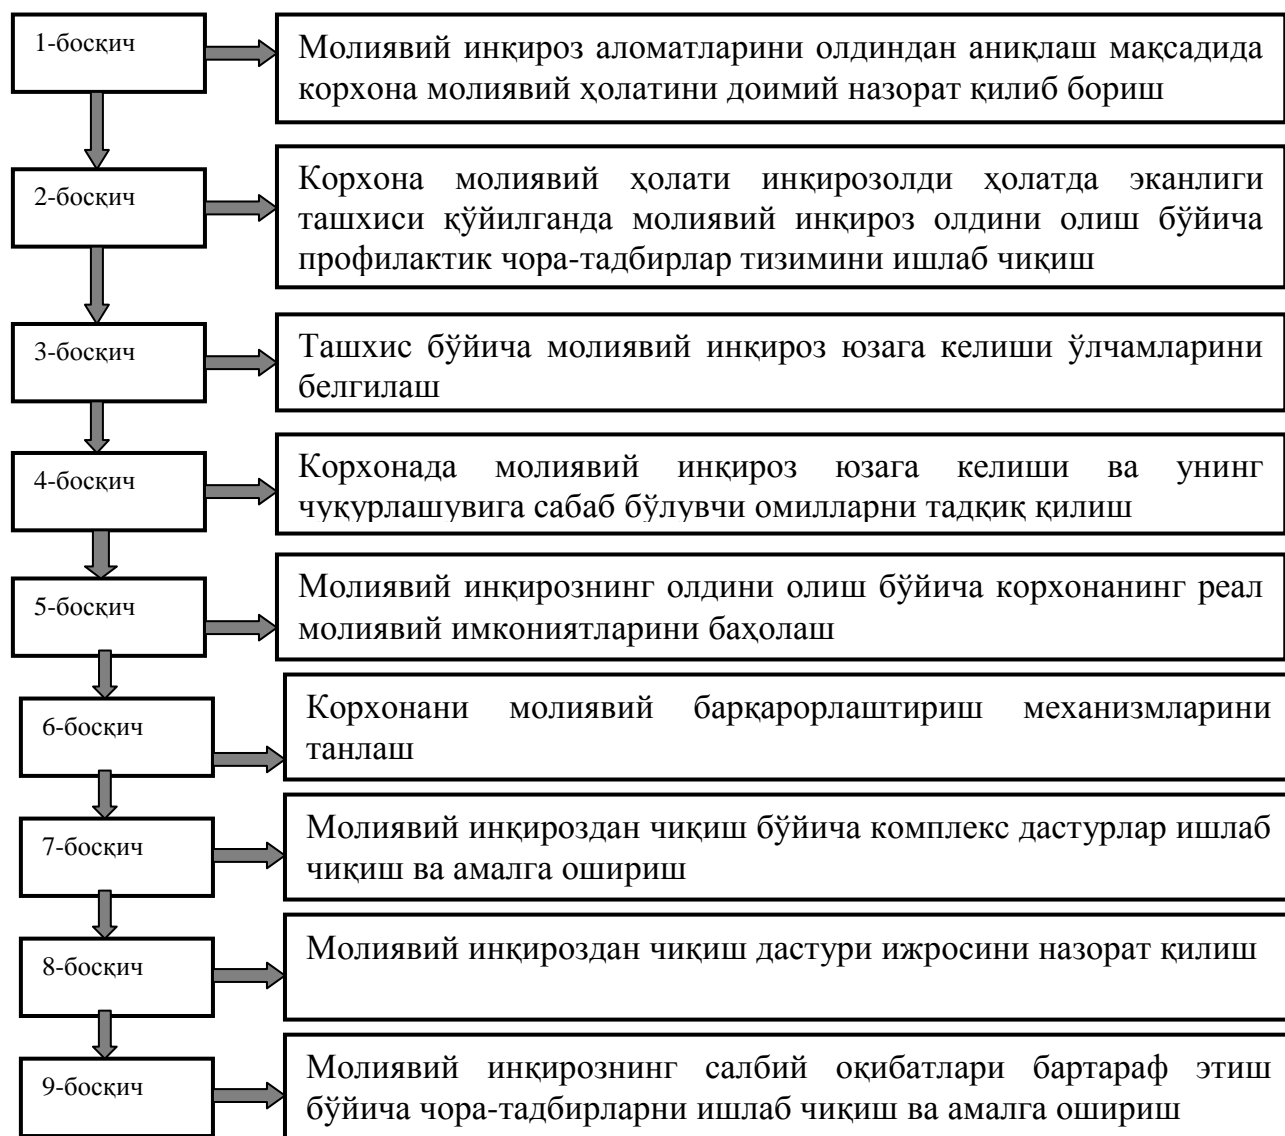 1-босқич
Молиявий инқироз аломатларини олдиндан аниқлаш мақсадида
корхона молиявий ҳолатини доимий назорат қилиб бориш
2-босқич
Корхона молиявий ҳолати инқирозолди ҳолатда эканлиги
ташхиси қўйилганда молиявий инқироз олдини олиш бўйича
профилактик чора-тадбирлар тизимини ишлаб чиқиш
3-босқич
Ташхис бўйича молиявий инқироз юзага келиши ўлчамларини
белгилаш
4-босқич
Корхонада молиявий инқироз юзага келиши ва унинг
чуқурлашувига сабаб бўлувчи омилларни тадқиқ қилиш
5-босқич
Молиявий инқирознинг олдини олиш бўйича корхонанинг реал
молиявий имкониятларини баҳолаш
6-босқич
Корхонани молиявий барқарорлаштириш механизмларини
танлаш
7-босқич
Молиявий инқироздан чиқиш бўйича комплекс дастурлар ишлаб
чиқиш ва амалга ошириш
8-босқич
Молиявий инқироздан чиқиш дастури ижросини назорат қилиш
9-босқич
Молиявий инқирознинг салбий оқибатлари бартараф этиш
бўйича чора-тадбирларни ишлаб чиқиш ва амалга ошириш